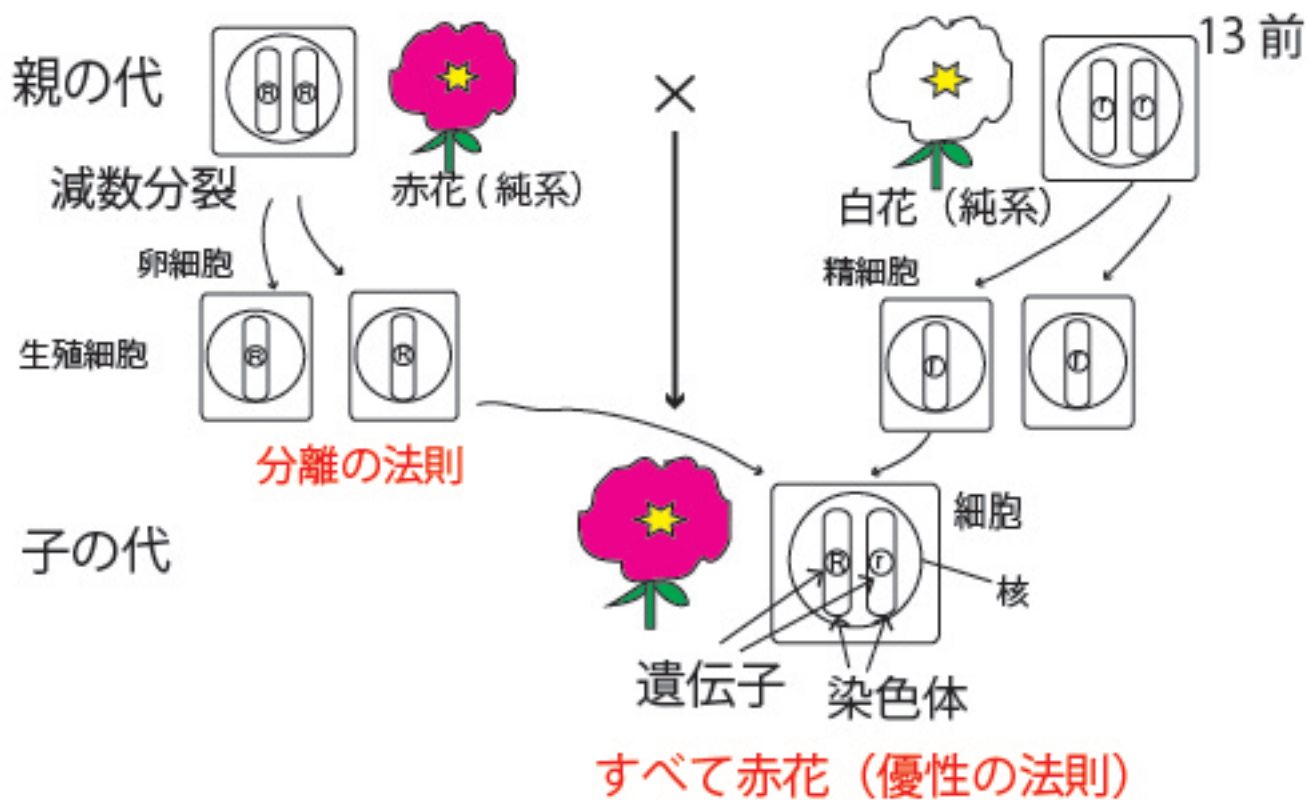 13 前
親の代
R R
r r
減数分裂
赤花 ( 純系）
白花（純系）
卵細胞
精細胞
生殖細胞
R R
r r
分離の法則
子の代
細胞
R r
核
遺伝子
染色体
すべて赤花（優性の法則）